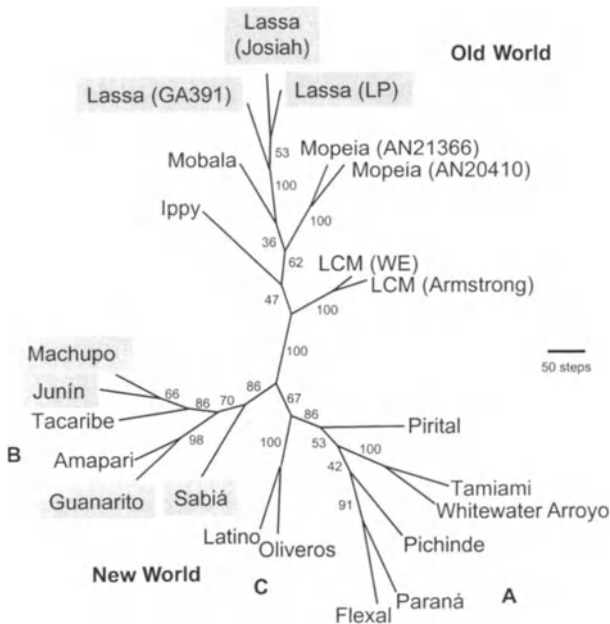 Lassa
(Josiah)
Old World
Lassa (GA391)
Lassa (LP)
53
Mopeia (AN21366)
Mobala
Mopeia (AN20410)
100
Ippy
100
36
62
LCM (WE)
LCM (Armstrong)
47
100
50 steps
100
Machupo
Junín
66
86
70
86
67
Tacaribe
86
Pirital
B
98
53
Amapari
100
100
42
Tamiami
Guanarito
Sabiá
91
Whitewater Arroyo
Latino
Oliveros
Pichinde
New World
C
Paraná
A
Flexal